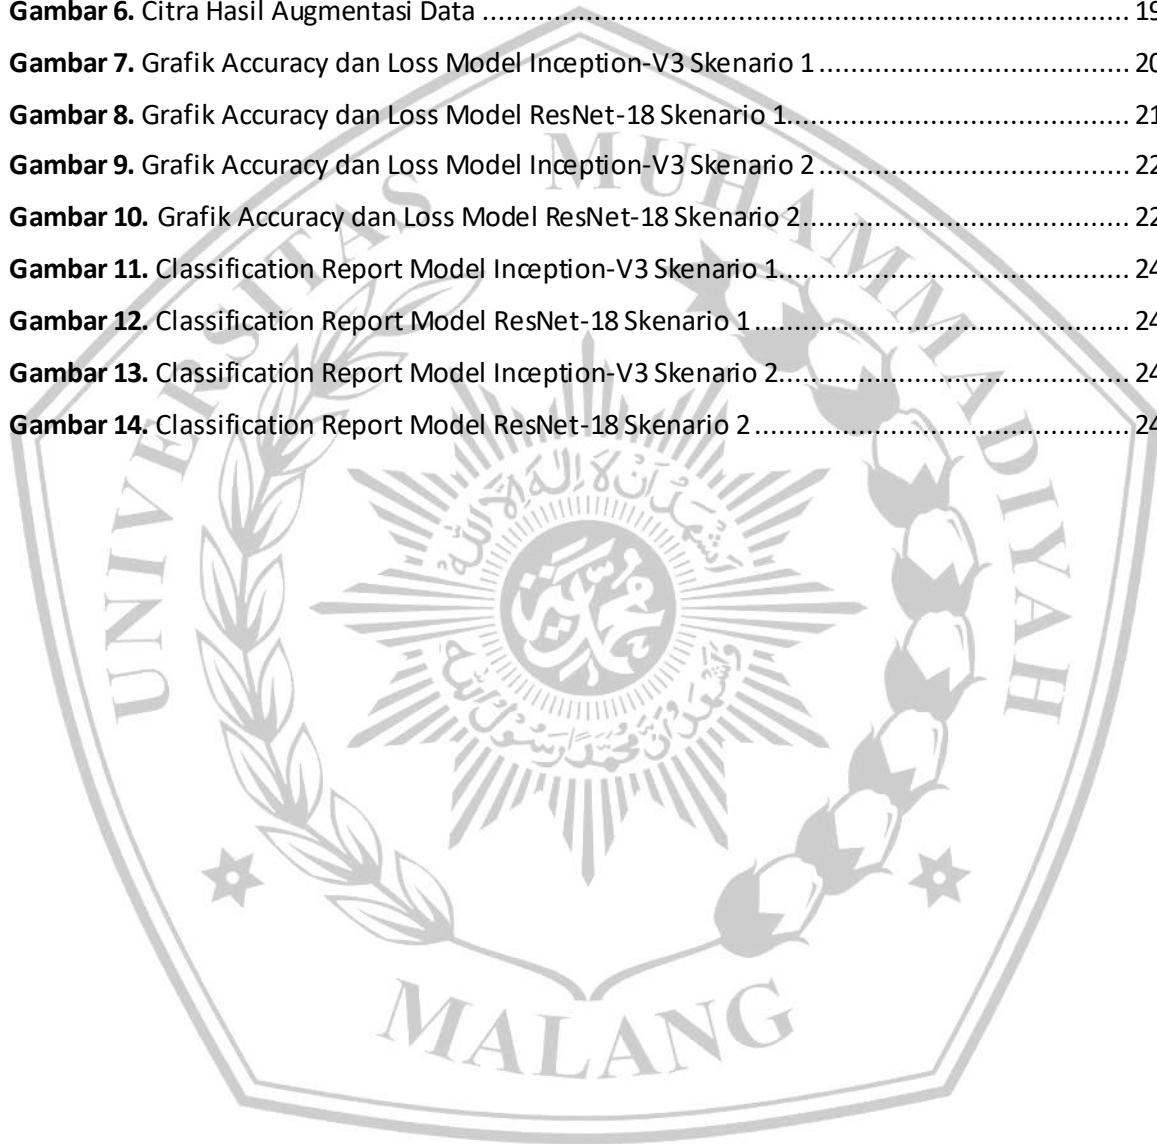 Gambar 6. Citra Hasil Augmentasi Data ........................................................................ 19
Gambar 7. Grafik Accuracy dan Loss Model Inception-V3 Skenario 1 .................................. 20
Gambar 8. Grafik Accuracy dan Loss Model ResNet-18 Skenario 1...................................... 21
Gambar 9. Grafik Accuracy dan Loss Model Inception-V3 Skenario 2 .................................. 22
Gambar 10. Grafik Accuracy dan Loss Model ResNet-18 Skenario 2.................................... 22
Gambar 11. Classification Report Model Inception-V3 Skenario 1....................................... 24
Gambar 12. Classification Report Model ResNet-18 Skenario 1 .......................................... 24
Gambar 13. Classification Report Model Inception-V3 Skenario 2....................................... 24
Gambar 14. Classification Report Model ResNet-18 Skenario 2 .......................................... 24
UNIVERSITAS MUHAMMADIYAH
MALANG